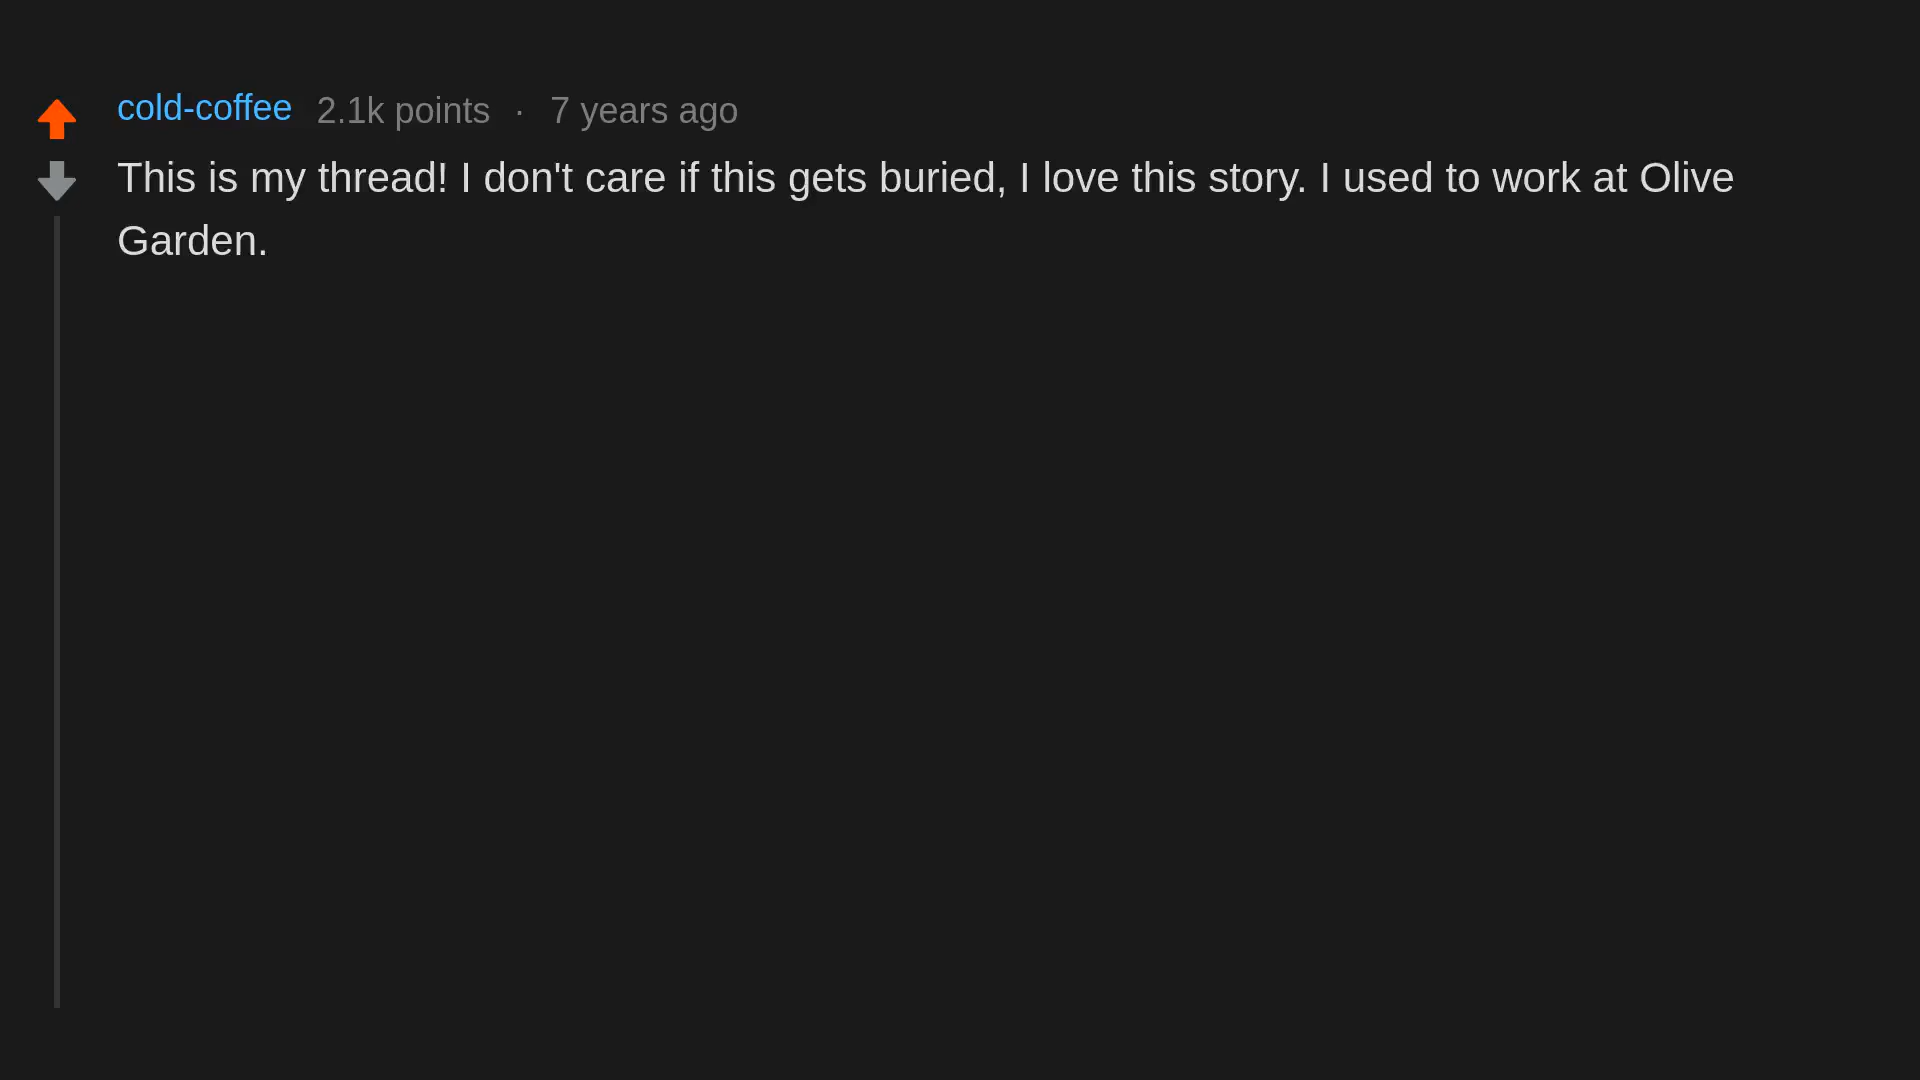 cold-coffee 2.1k points · 7 years ago
This is my thread! I don't care if this gets buried, I love this story. I used to work at Olive
Garden.